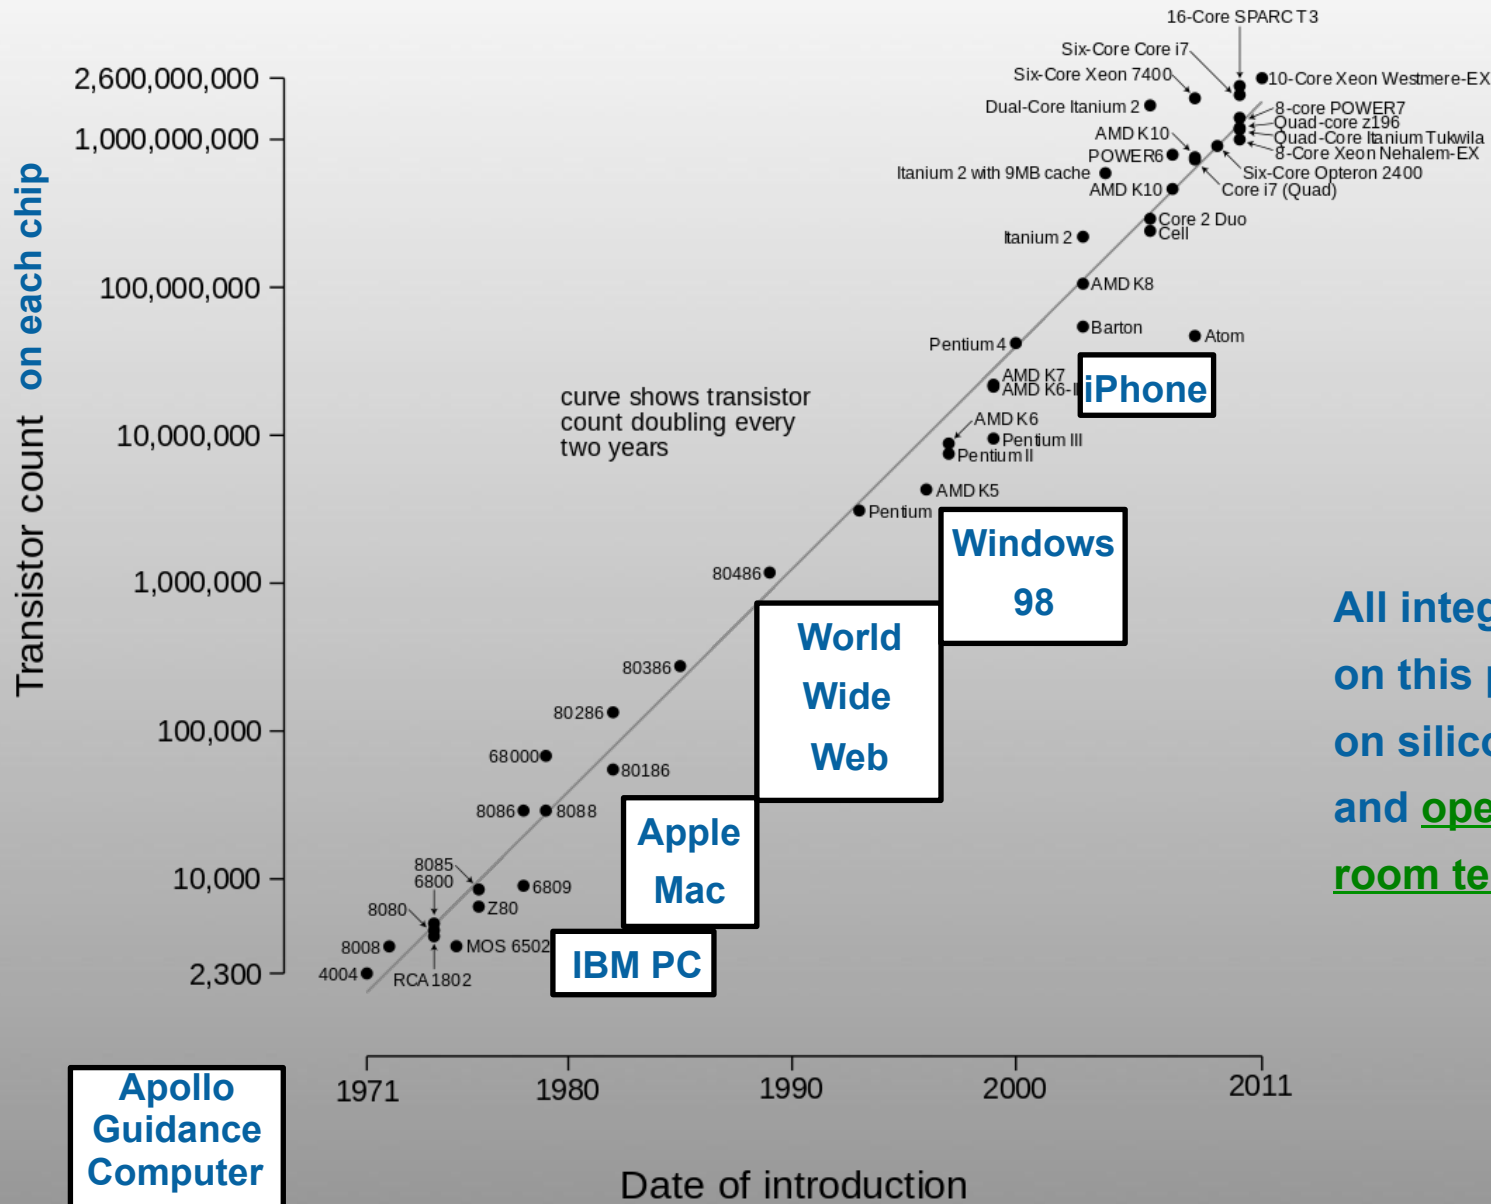 16-Core SPARC T3
Six-Core Core i7
Six-Core Xeon 7400
10-Core Xeon Westmere-EX
Dual-Core Itanium 2
8-core POWER7
Quad-core z196
Quad-Core Itanium Tukwila
8-Core Xeon Nehalem-EX
AMD K10
POWER6
Itanium 2 with 9MB cache
Six-Core Opteron 2400
AMD K10
Core i7 (Quad)
Core 2 Duo
Cell
Itanium 2
AMD K8
Barton
Atom
Pentium 4
AMD K7
AMD K6-
iPhone
AMD K6
Pentium III
Pentium II
AMD K5
Pentium
Windows
98
80486
World
Wide
Web
80386
80286
68000
80186
8086
8088
Apple
Mac
8085
6800
6809
Z80
8080
8008
MOS 6502
IBM PC
4004
RCA 1802
2,600,000,000
1,000,000,000
100,000,000
10,000,000
1,000,000
100,000
10,000
2,300
Transistor count on each chip
curve shows transistor
count doubling every
two years
All integ
on this p
on silico
and ope
room te
1971
1980
1990
2000
2011
Date of introduction
Apollo
Guidance
Computer